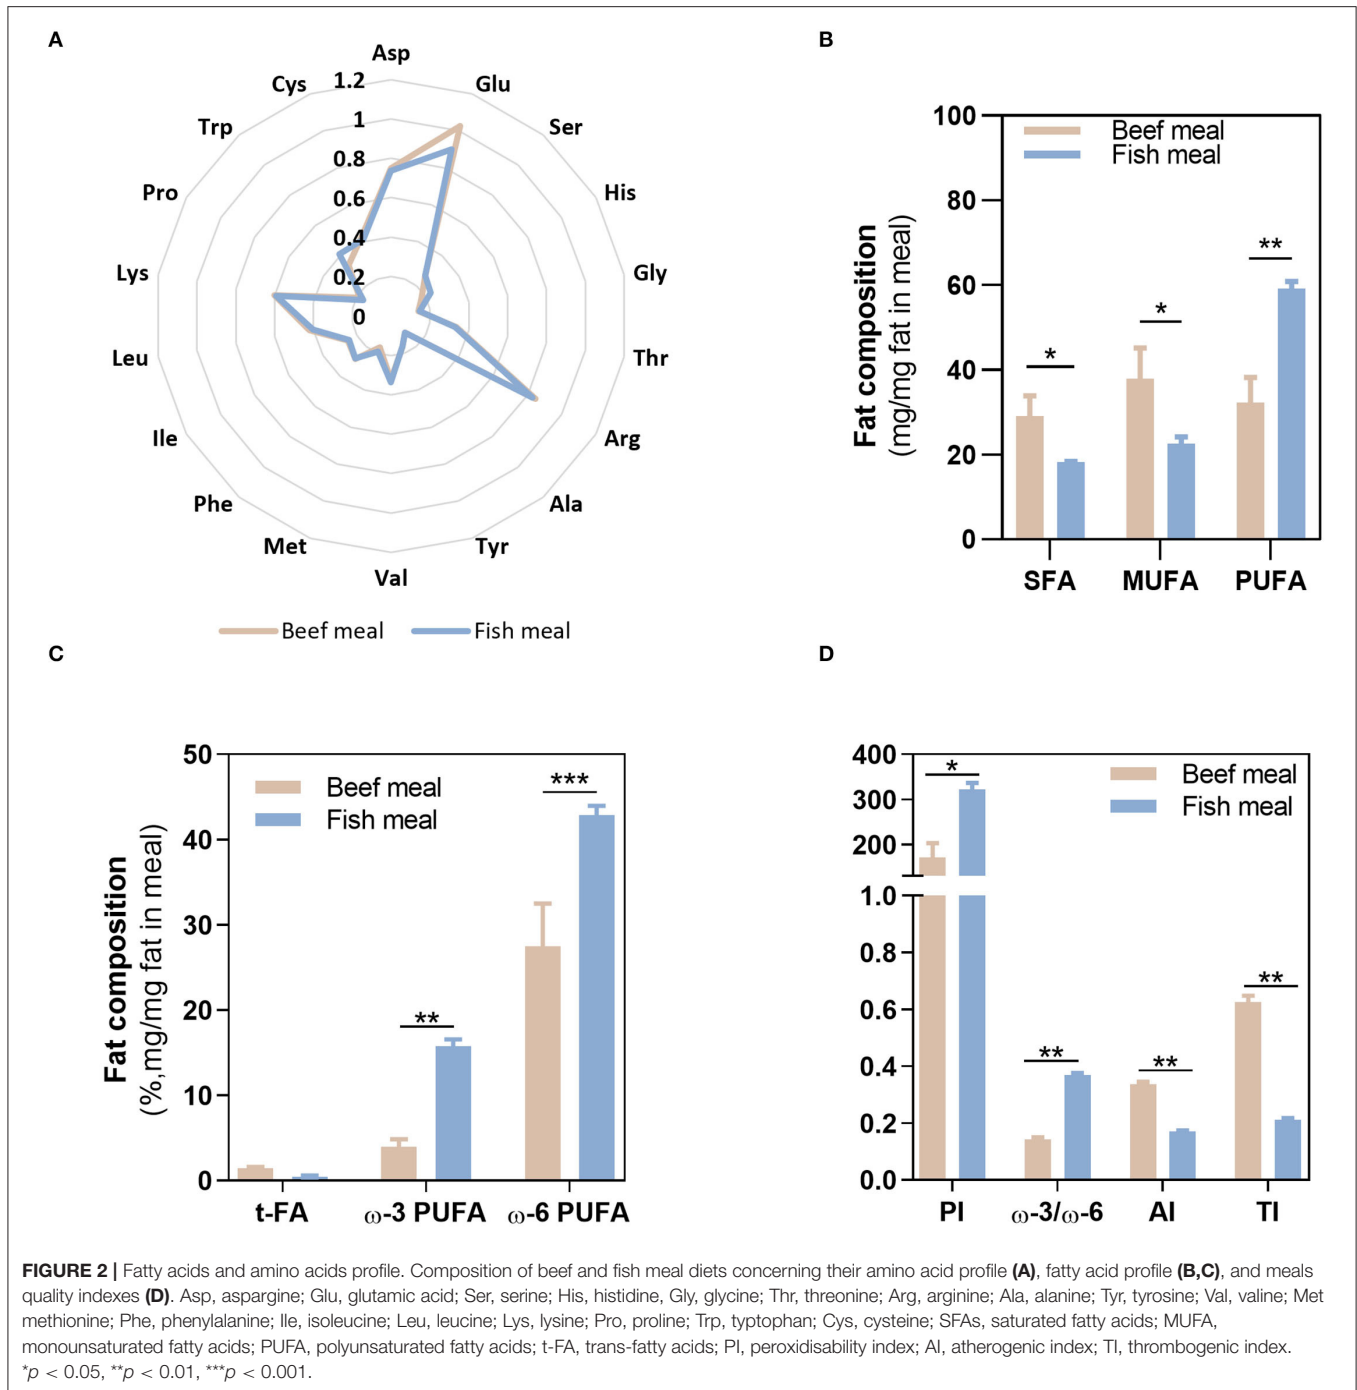 A
Asp
Glu
Ser
His
Gly
Thr
Arg
Ala
Tyr
Val
Met
Phe
Ile
Leu
Lys
Pro
Trp
Cys
1.2
1
0.8
0.6
0.4
0.2
0
Beef meal
Fish meal
B
Fat composition
(mg/mg fat in meal)
100
80
60
40
20
0
Beef meal
Fish meal
*
*
**
SFA
MUFA
PUFA
C
Fat composition
(%,mg/mg fat in meal)
50
40
30
20
10
0
Beef meal
Fish meal
**
***
t-FA
ω-3 PUFA
ω-6 PUFA
D
400
300
200
1.0
0.8
0.6
0.4
0.2
0.0
Beef meal
Fish meal
*
**
**
**
PI
ω-3/ω-6
AI
TI
FIGURE 2 | Fatty acids and amino acids profile. Composition of beef and fish meal diets concerning their amino acid profile (A), fatty acid profile (B,C), and meals
quality indexes (D). Asp, aspargine; Glu, glutamic acid; Ser, serine; His, histidine, Gly, glycine; Thr, threonine; Arg, arginine; Ala, alanine; Tyr, tyrosine; Val, valine; Met
methionine; Phe, phenylalanine; Ile, isoleucine; Leu, leucine; Lys, lysine; Pro, proline; Trp, typtophan; Cys, cysteine; SFAs, saturated fatty acids; MUFA,
monounsaturated fatty acids; PUFA, polyunsaturated fatty acids; t-FA, trans-fatty acids; PI, peroxidisability index; AI, atherogenic index; TI, thrombogenic index.
*p < 0.05, **p < 0.01, ***p < 0.001.